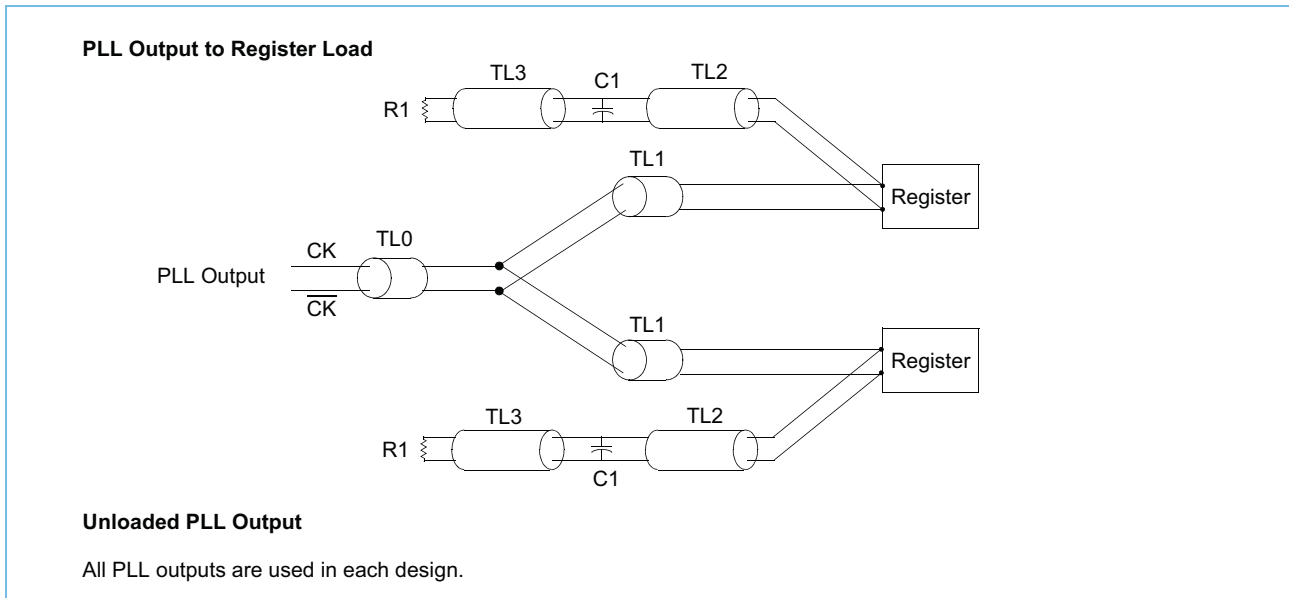 PLL Output to Register Load
TL3
C1
TL2
R1
TL1
Register
TL0
CK
PLL Output
C̅K̅
TL1
Register
TL3
TL2
R1
C1
Unloaded PLL Output
All PLL outputs are used in each design.